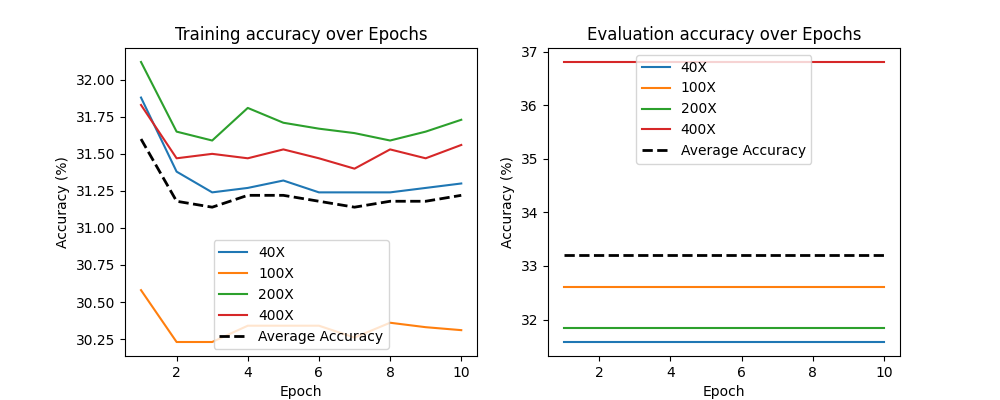 Training accuracy over Epochs
Accuracy (%)
32.00
31.75
31.50
31.25
31.00
30.75
30.50
30.25
40X
100X
200X
400X
Average Accuracy
2
4
6
8
10
Epoch
Evaluation accuracy over Epochs
Accuracy (%)
37
36
35
34
33
32
40X
100X
200X
400X
Average Accuracy
2
4
6
8
10
Epoch